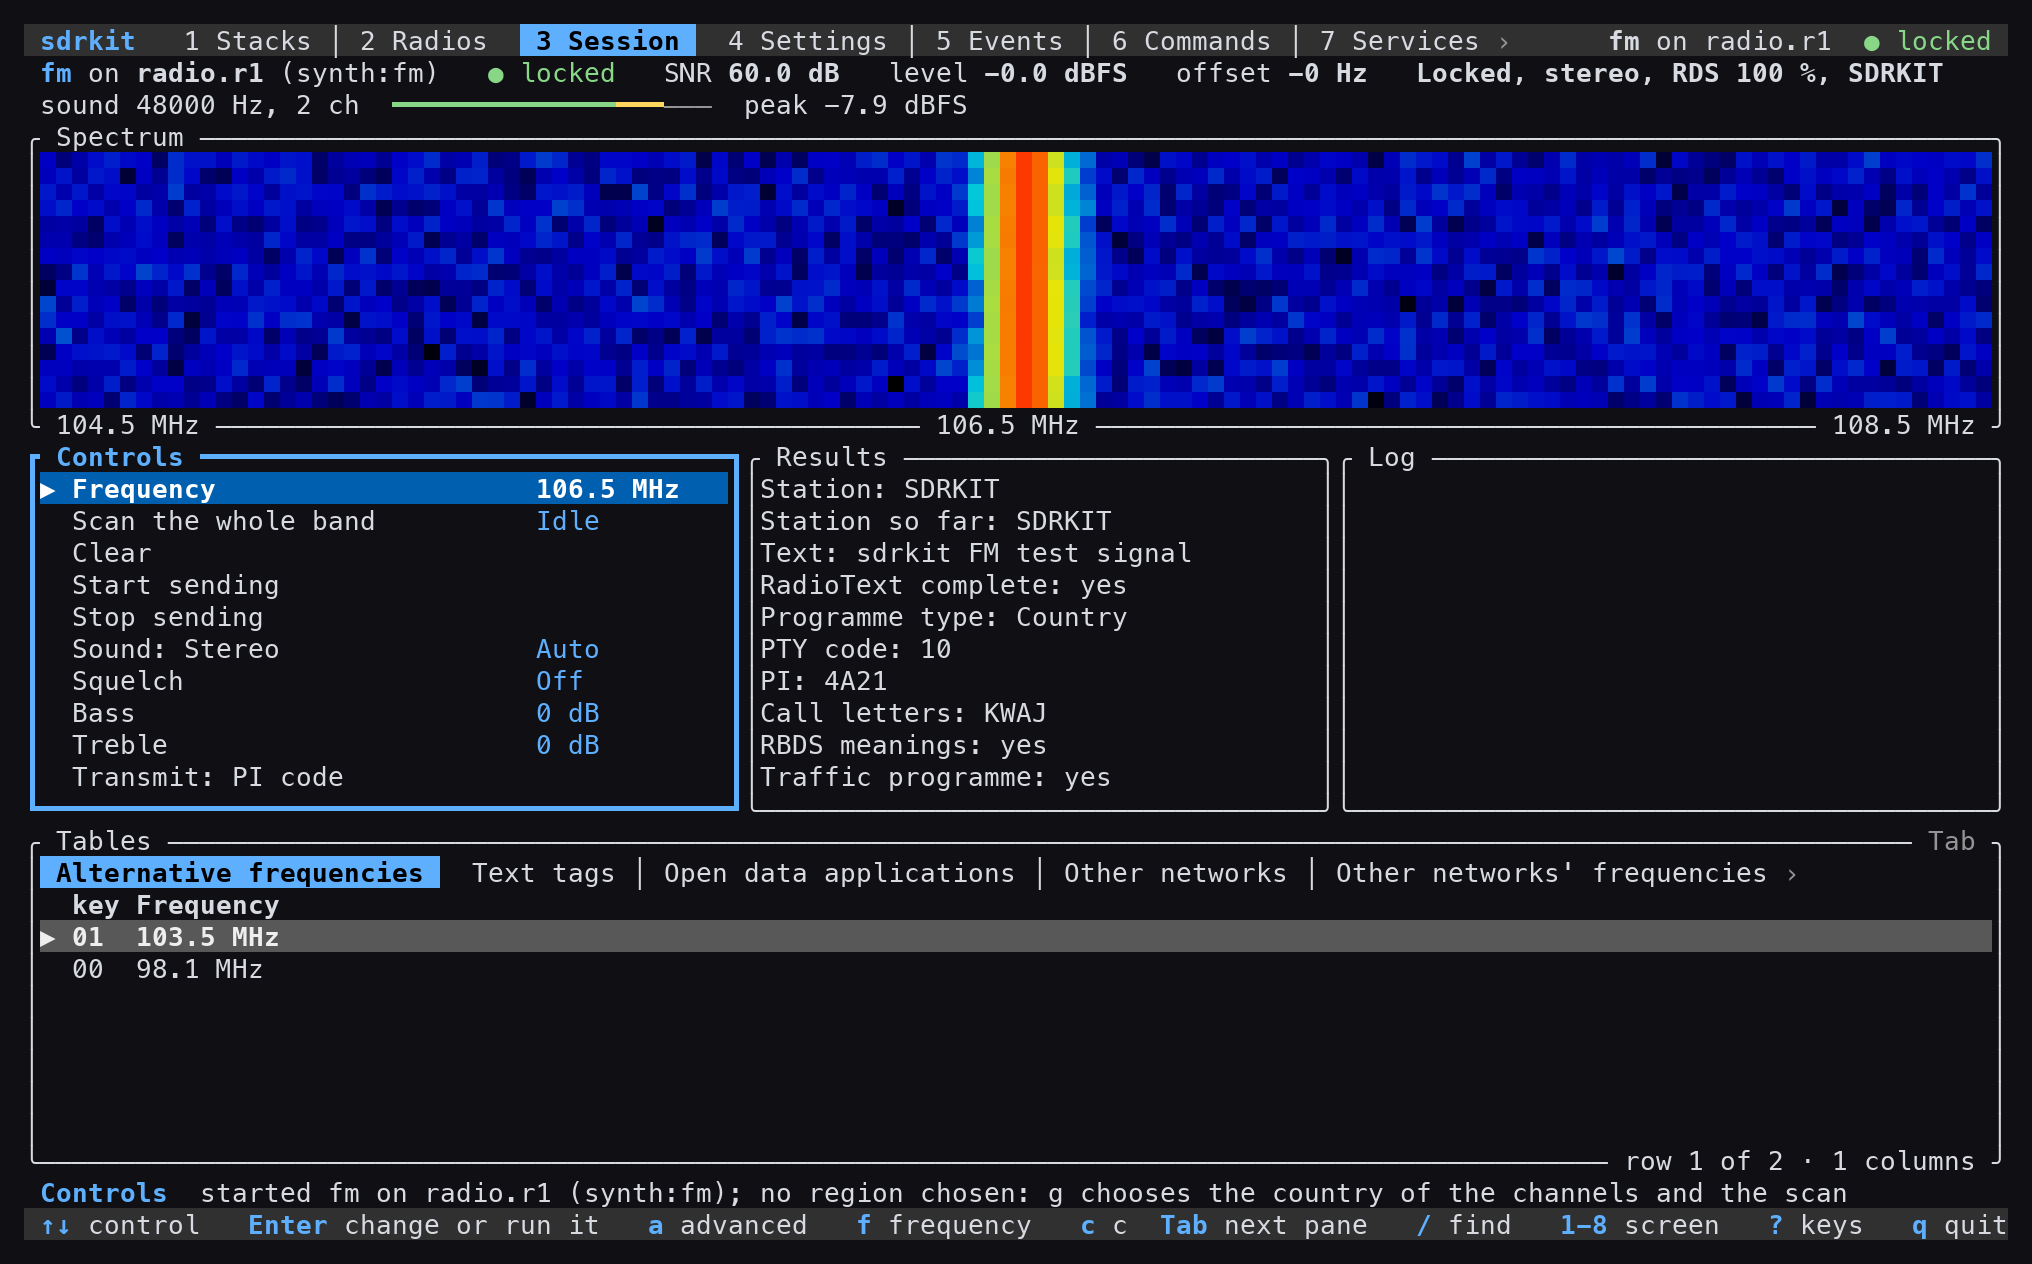 sdrkit 1 Stacks │ 2 Radios 3 Session 4 Settings │ 5 Events │ 6 Commands │ 7 Services › fm on radio.r1 ● locked
fm on radio.r1 (synth:fm) ● locked SNR 60.0 dB level −0.0 dBFS offset −0 Hz Locked, stereo, RDS 100 %, SDRKIT
sound 48000 Hz, 2 ch peak −7.9 dBFS
Spectrum
104.5 MHz 106.5 MHz 108.5 MHz
Controls
▶ Frequency 106.5 MHz
Scan the whole band Idle
Clear
Start sending
Stop sending
Sound: Stereo Auto
Squelch Off
Bass 0 dB
Treble 0 dB
Transmit: PI code
Results
Station: SDRKIT
Station so far: SDRKIT
Text: sdrkit FM test signal
RadioText complete: yes
Programme type: Country
PTY code: 10
PI: 4A21
Call letters: KWAJ
RBDS meanings: yes
Traffic programme: yes
Log
Tables Tab
Alternative frequencies Text tags │ Open data applications │ Other networks │ Other networks' frequencies ›
key Frequency
▶ 01 103.5 MHz
00 98.1 MHz
row 1 of 2 · 1 columns
Controls started fm on radio.r1 (synth:fm); no region chosen: g chooses the country of the channels and the scan
↑↓ control Enter change or run it a advanced f frequency c c Tab next pane / find 1−8 screen ? keys q quit